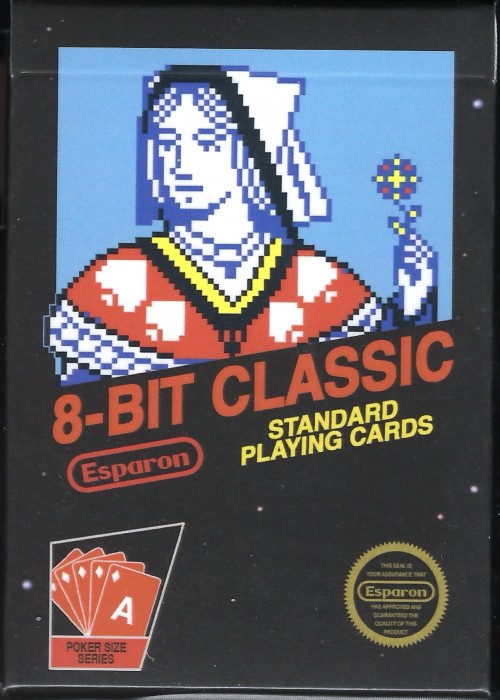 8-BIT CLASSIC
STANDARD
PLAYING CARDS
Esparon
A
POKER SIZE
SERIES
THIS SEAL IS
YOUR ASSURANCE THAT
Esparon
HAS APPROVED AND
GUARANTEED THE
QUALITY OF THIS
PRODUCT